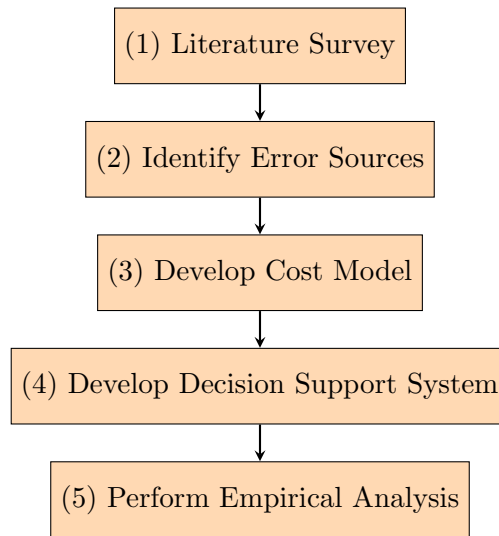 (1) Literature Survey
(2) Identify Error Sources
(3) Develop Cost Model
(4) Develop Decision Support System
(5) Perform Empirical Analysis